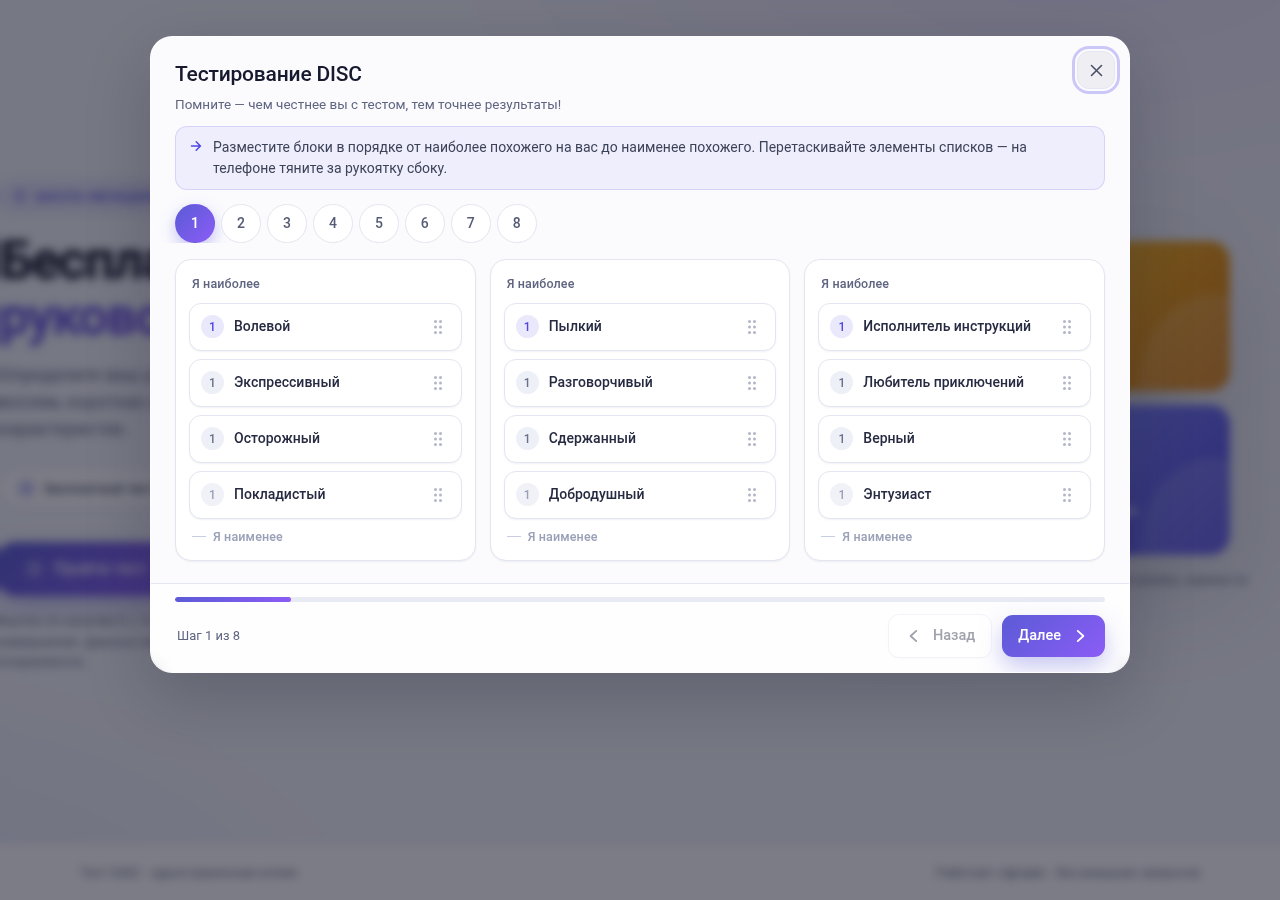 Тестирование DISC
Помните — чем честнее вы с тестом, тем точнее результаты!
Разместите блоки в порядке от наиболее похожего на вас до наименее похожего. Перетаскивайте элементы списков — на
телефоне тяните за рукоятку сбоку.
1 2 3 4 5 6 7 8
Я наиболее
1 Волевой
1 Экспрессивный
1 Осторожный
1 Покладистый
Я наименее
Я наиболее
1 Пылкий
1 Разговорчивый
1 Сдержанный
1 Добродушный
Я наименее
Я наиболее
1 Исполнитель инструкций
1 Любитель приключений
1 Верный
1 Энтузиаст
Я наименее
Шаг 1 из 8
Назад
Далее